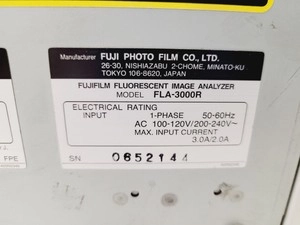 Manufacturer FUJI PHOTO FILM CO., LTD.
26-30, NISHIAZABU 2-CHOME, MINATO-KU
TOKYO 106-8620, JAPAN
FUJIFILM FLUORESCENT IMAGE ANALYZER
MODEL FLA-3000R
ELECTRICAL RATING
INPUT 1-PHASE 50-60Hz
AC 100-120V/200-240V~
MAX. INPUT CURRENT
3.0A/2.0A
SN 0652144
FPE